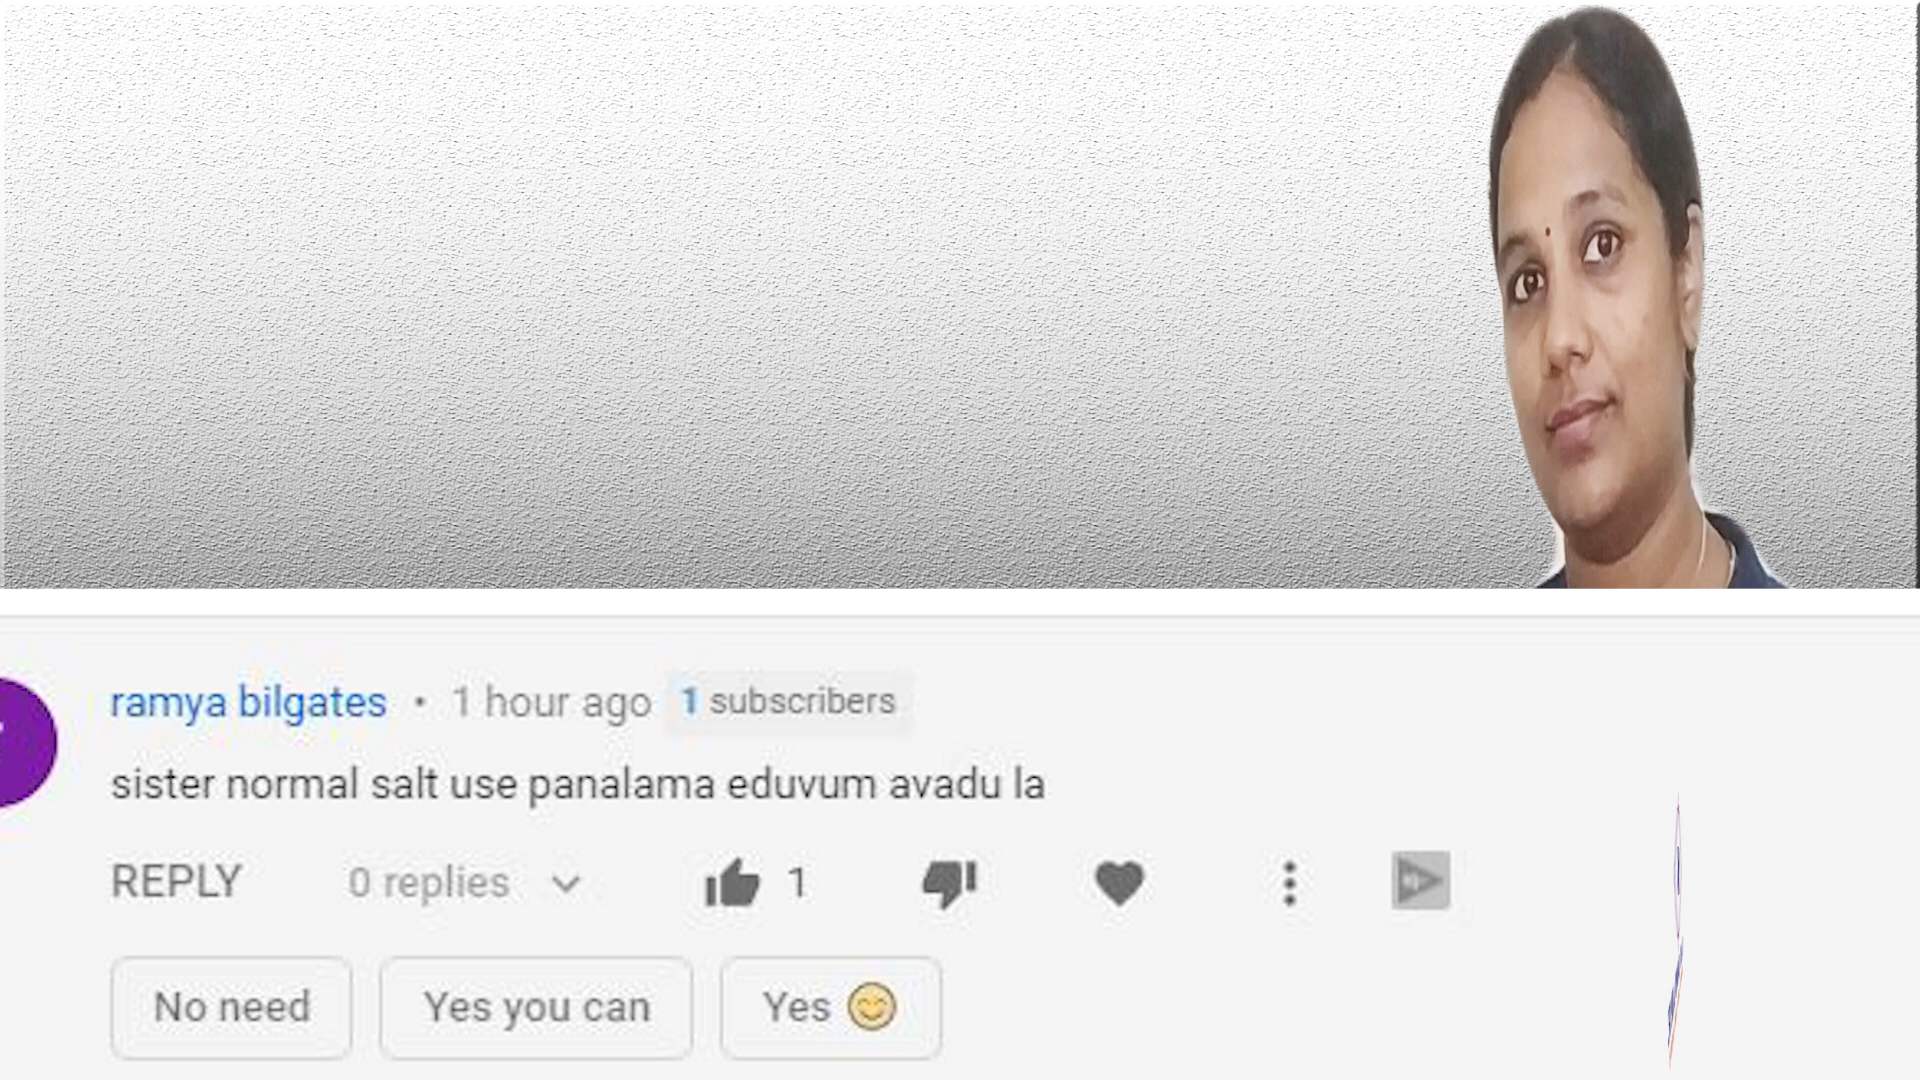 ramya bilgates • 1 hour ago 1 subscribers
sister normal salt use panalama eduvum avadu la
REPLY 0 replies 1
No need Yes you can Yes 😊